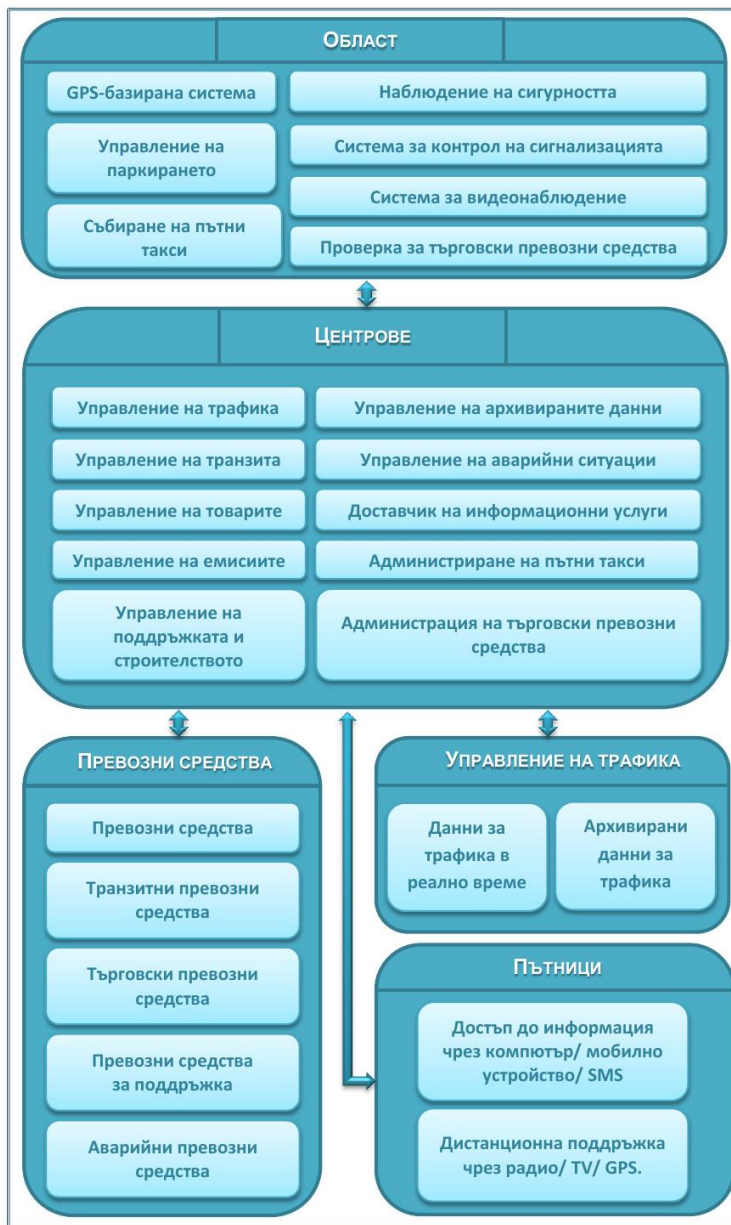 ОБЛАСТ
GPS-базирана система
Управление на
паркирането
Събиране на пътни
такси
Наблюдение на сигурността
Система за контрол на сигнализацията
Система за видеонаблюдение
Проверка за търговски превозни средства
ЦЕНТРОВЕ
Управление на трафика
Управление на транзита
Управление на товарите
Управление на емисиите
Управление на
поддръжката и
строителството
Управление на архивираните данни
Управление на аварийни ситуации
Доставчик на информационни услуги
Администриране на пътни такси
Администрация на търговски превозни
средства
ПРЕВОЗНИ СРЕДСТВА
Превозни средства
Транзитни превозни
средства
Търговски превозни
средства
Превозни средства
за поддръжка
Аварийни превозни
средства
УПРАВЛЕНИЕ НА ТРАФИКА
Данни за
трафика в
реално време
Архивирани
данни за
трафика
ПЪТНИЦИ
Достъп до информация
чрез компютър/ мобилно
устройство/ SMS
Дистанционна поддръжка
чрез радио/ TV/ GPS.